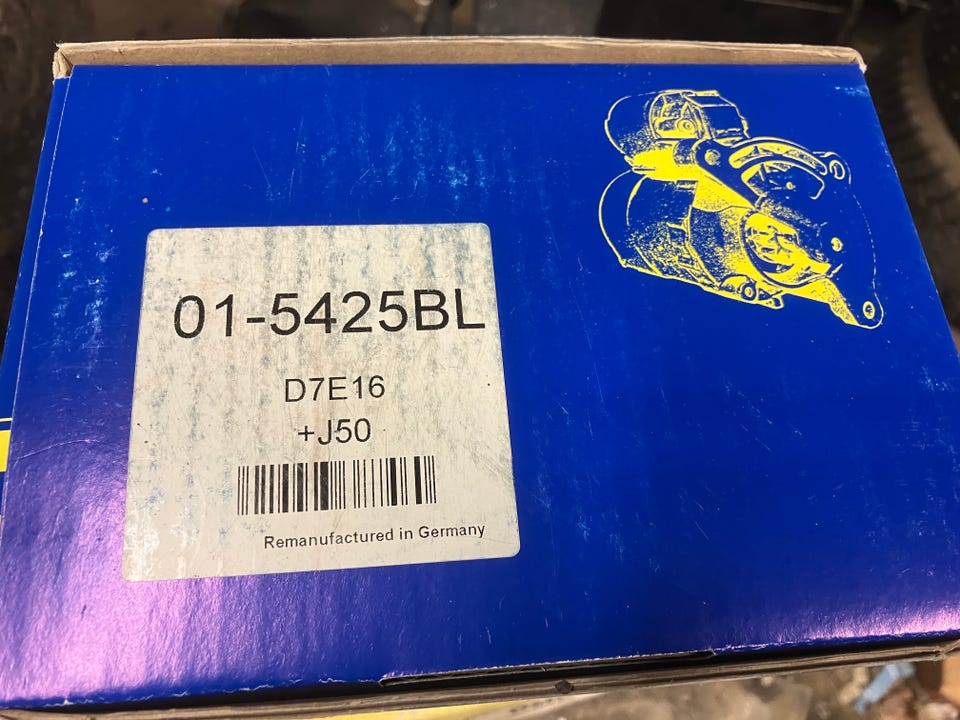 01-5425BL
D7E16
+J50
Remanufactured in Germany